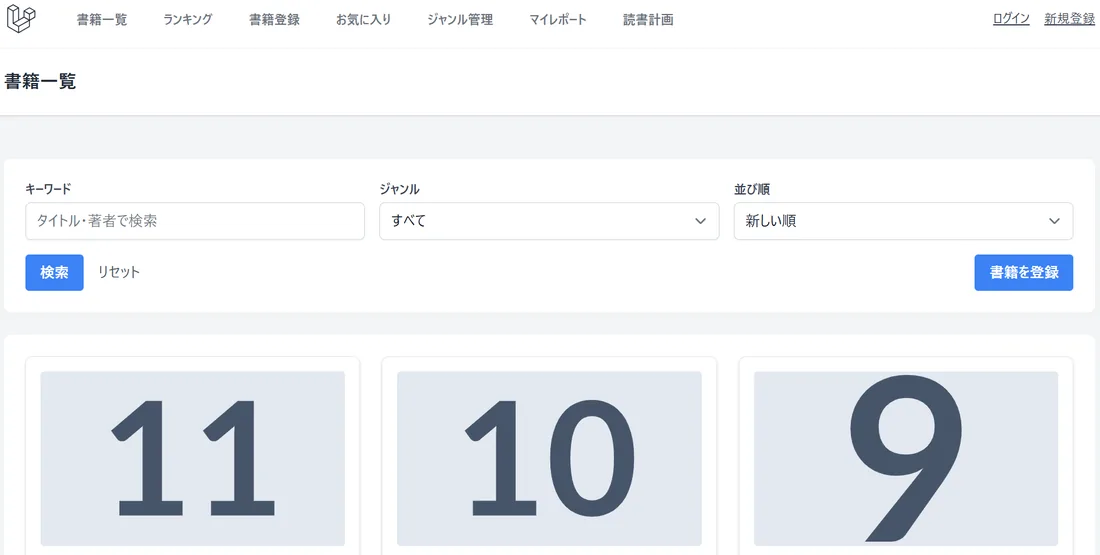 書籍一覧 ランキング 書籍登録 お気に入り ジャンル管理 マイレポート 読書計画 ログイン 新規登録
書籍一覧
キーワード ジャンル 並び順
タイトル・著者で検索 すべて 新しい順
検索 リセット 書籍を登録
11 10 9